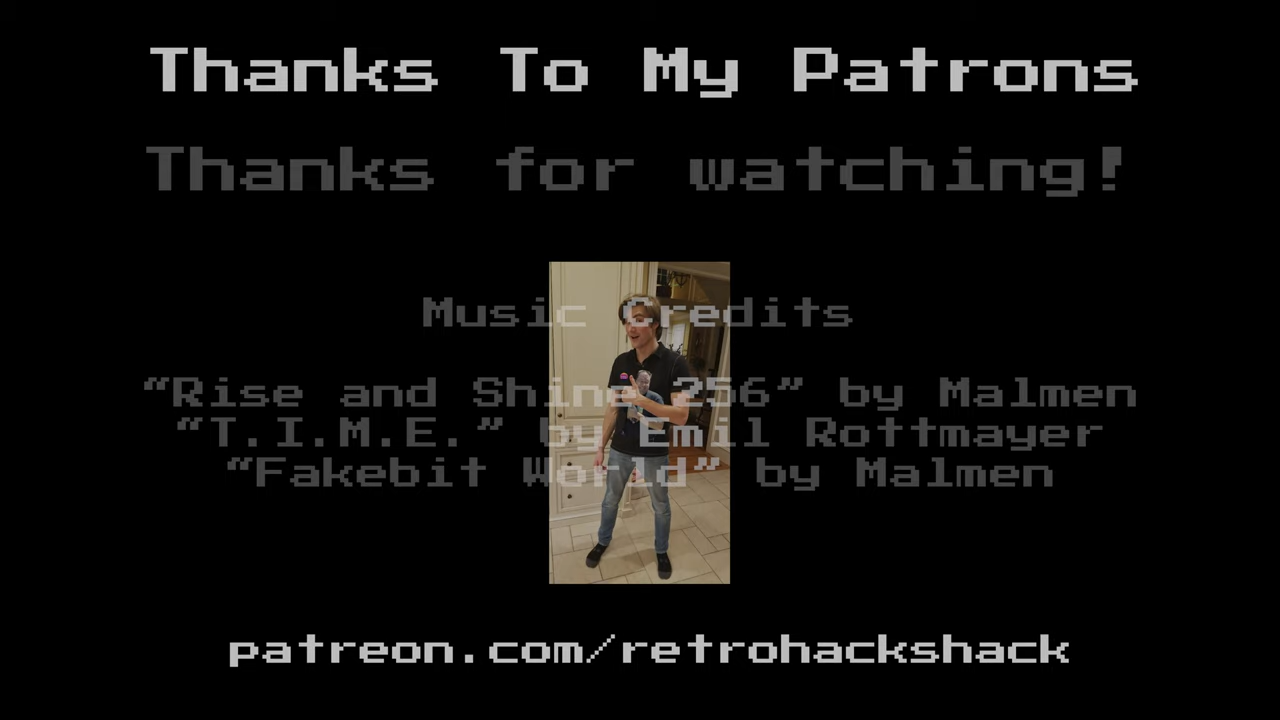 Thanks To My Patrons
Thanks for watching!
Music Credits
“Rise and Shine 256” by Malmen
“T.I.M.E.” by Emil Rottmayer
“Fakebit World” by Malmen
patreon.com/retrohackshack